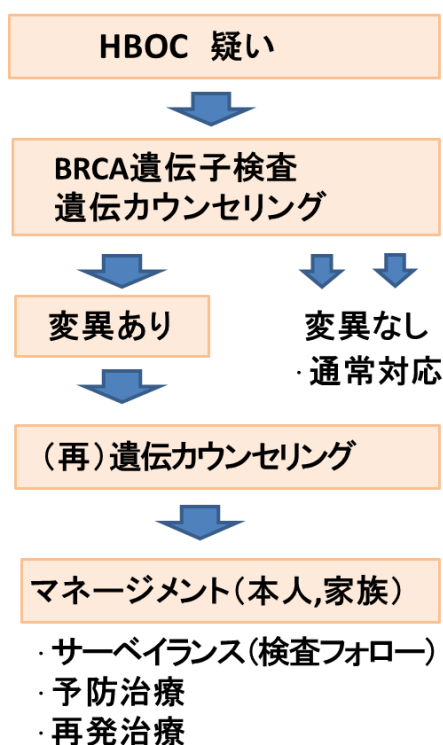 HBOC 疑い
BRCA遺伝子検査
遺伝カウンセリング
変異あり
変異なし
・通常対応
（再）遺伝カウンセリング
マネージメント（本人,家族）
・サーベイランス（検査フォロー）
・予防治療
・再発治療